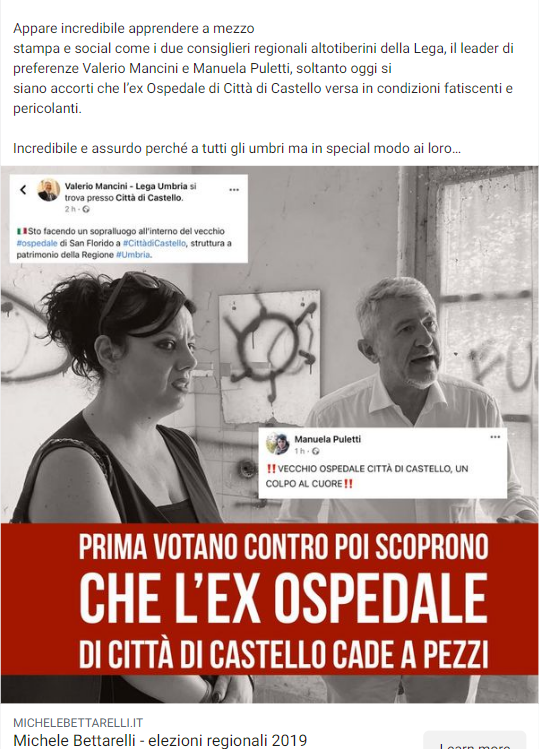 Appare incredibile apprendere a mezzo
stampa e social come i due consiglieri regionali altotiberini della Lega, il leader di
preferenze Valerio Mancini e Manuela Puletti, soltanto oggi si
siano accorti che l'ex Ospedale di Città di Castello versa in condizioni fatiscenti e
pericolanti.
Incredibile e assurdo perché a tutti gli umbri ma in special modo ai loro…
Valerio Mancini - Lega Umbria si
trova presso Città di Castello.
2 h ·
🇮🇹Sto facendo un sopralluogo all'interno del vecchio
#ospedale di San Florido a #CittàdiCastello, struttura a
patrimonio della Regione #Umbria.
Manuela Puletti
1 h ·
‼️VECCHIO OSPEDALE CITTÀ DI CASTELLO, UN
COLPO AL CUORE‼️
PRIMA VOTANO CONTRO POI SCOPRONO
CHE L'EX OSPEDALE
DI CITTÀ DI CASTELLO CADE A PEZZI
MICHELEBETTARELLI.IT
Michele Bettarelli - elezioni regionali 2019
Learn more